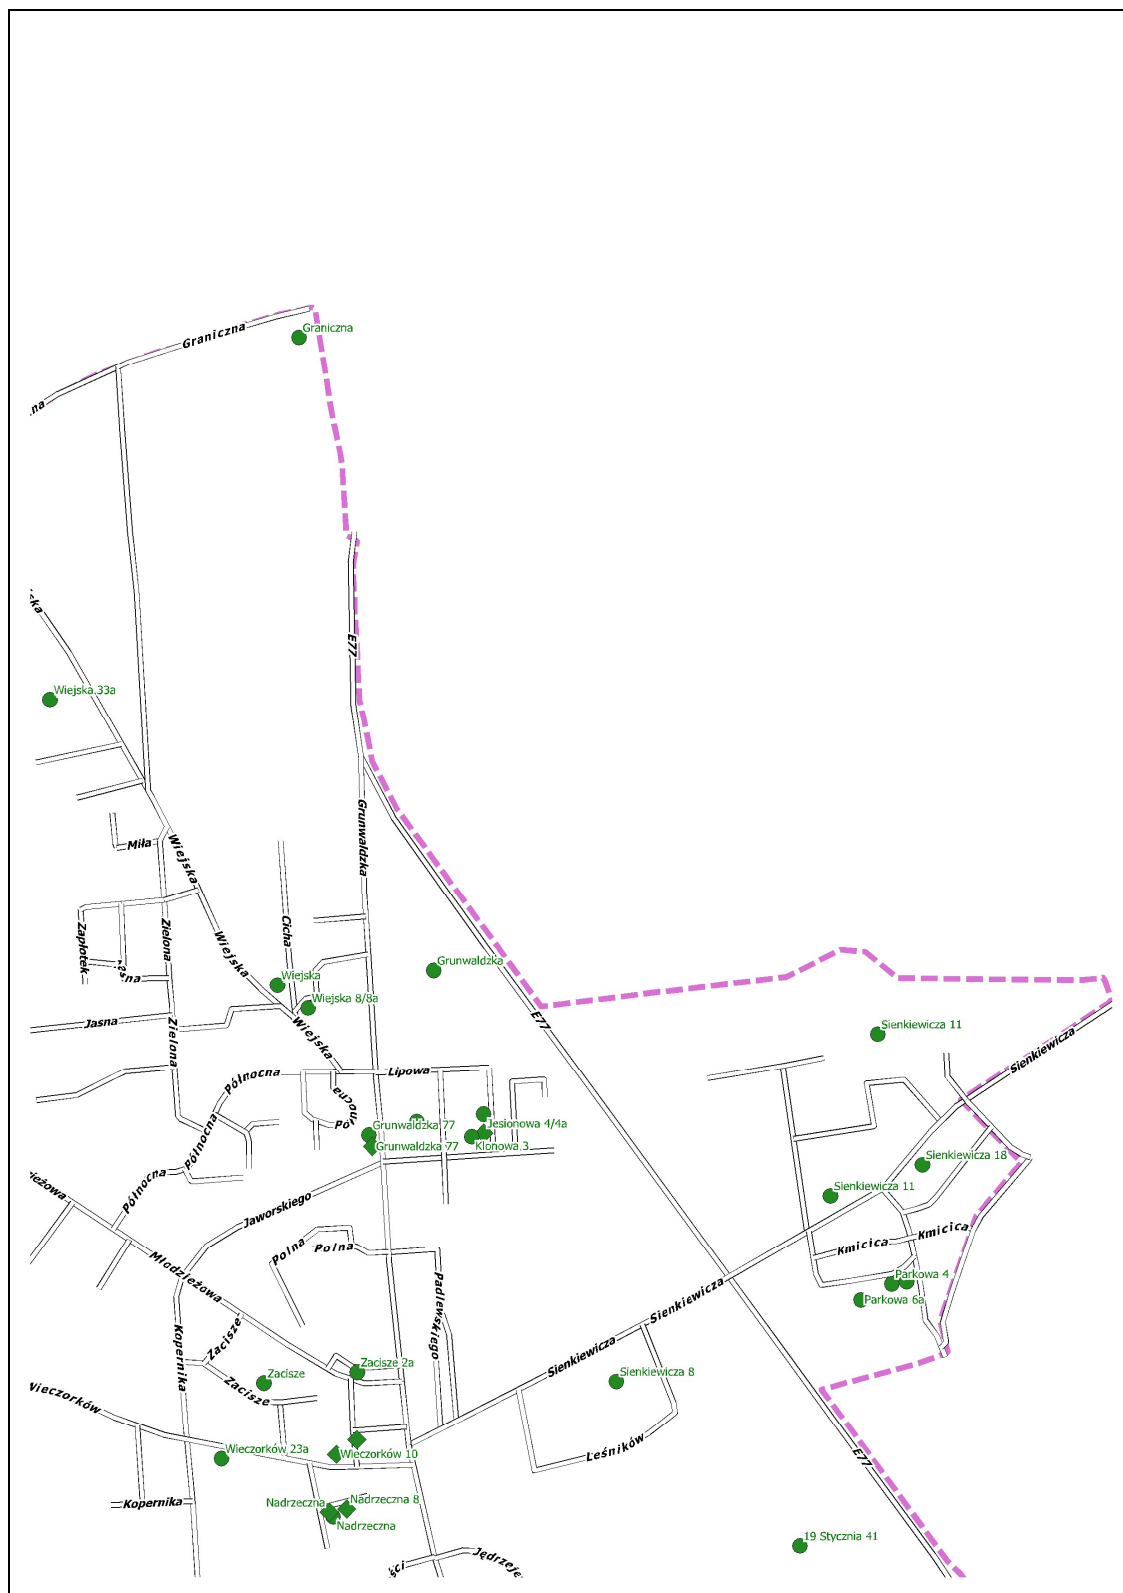 Graniczna
Graniczna
E77
Wiejska 33a
Grunwaldzka
Miła
Wiejska
Zapłotek
Zielona
Cicha
Wiejska
Grunwaldzka
Wiejska
Wiejska 8/8a
E77
Jasna
Zielona
Wiejska
Sienkiewicza 11
Sienkiewicza
Północna
Lipowa
Grunwaldzka 77
Jesionowa 4/4a
Grunwaldzka 77
Klonowa 3
Północna
Północna
Sienkiewicza 18
Sienkiewicza 11
Jaworskiego
Kmicica
Kmicica
Polna
Polna
Młodzieżowa
Padlewskiego
Parkowa 4
Parkowa 6a
Sienkiewicza
Zacisze
Kopernika
Sienkiewicza
Zacisze 2a
Zacisze
Zacisze
Sienkiewicza 8
Wieczorków
Wieczorków 23a
Wieczorków 10
Leśników
E77
Kopernika
Nadrzeczna
Nadrzeczna 8
Nadrzeczna
19 Stycznia 41